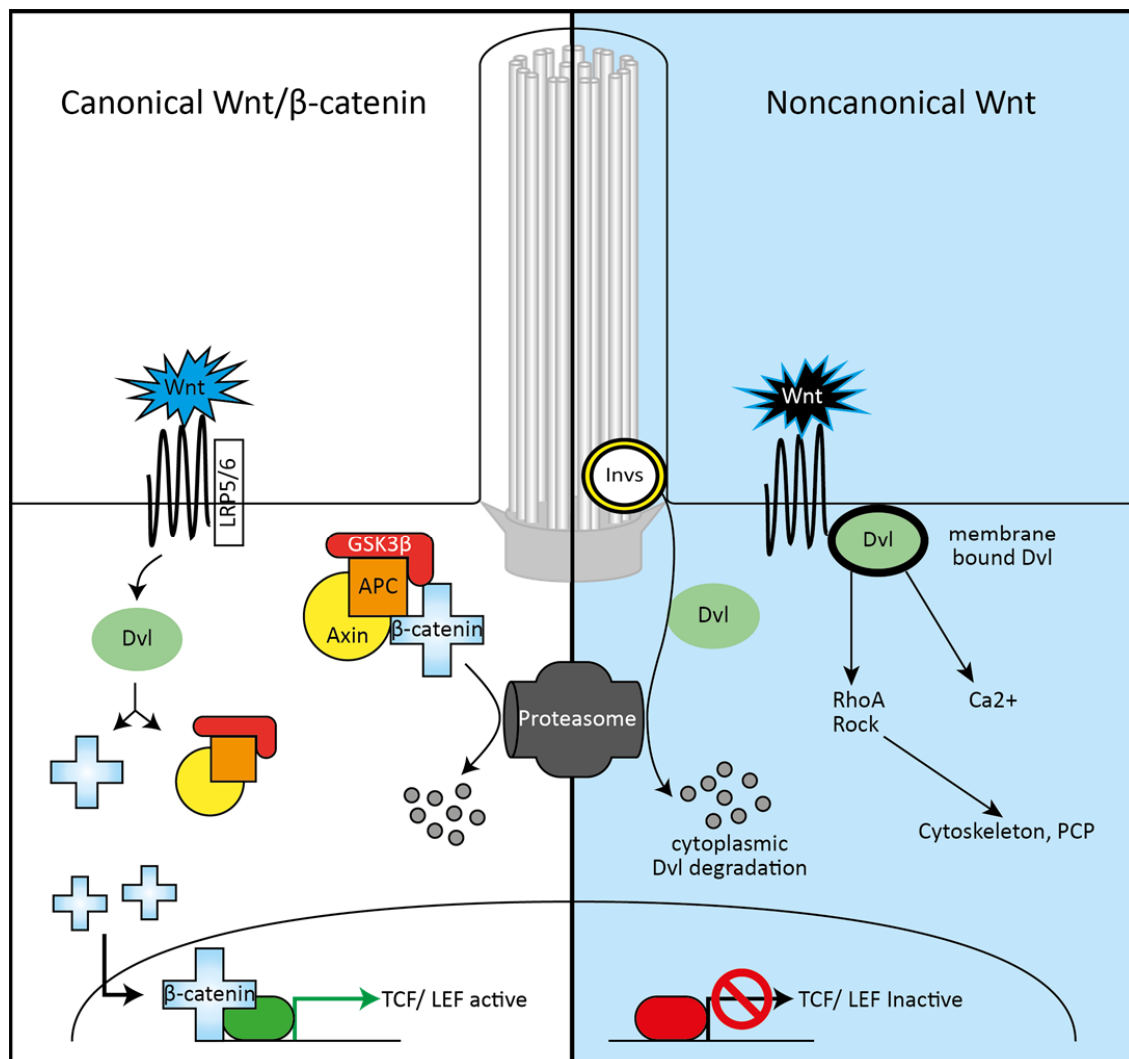 Canonical Wnt/β-catenin
Noncanonical Wnt
Wnt
LRP5/6
Wnt
Invs
Dvl
membrane
bound Dvl
GSK3β
APC
Axin
β-catenin
Dvl
Dvl
RhoA
Rock
Ca2+
Proteasome
Cytoskeleton, PCP
cytoplasmic
Dvl degradation
β-catenin
TCF/ LEF active
TCF/ LEF Inactive